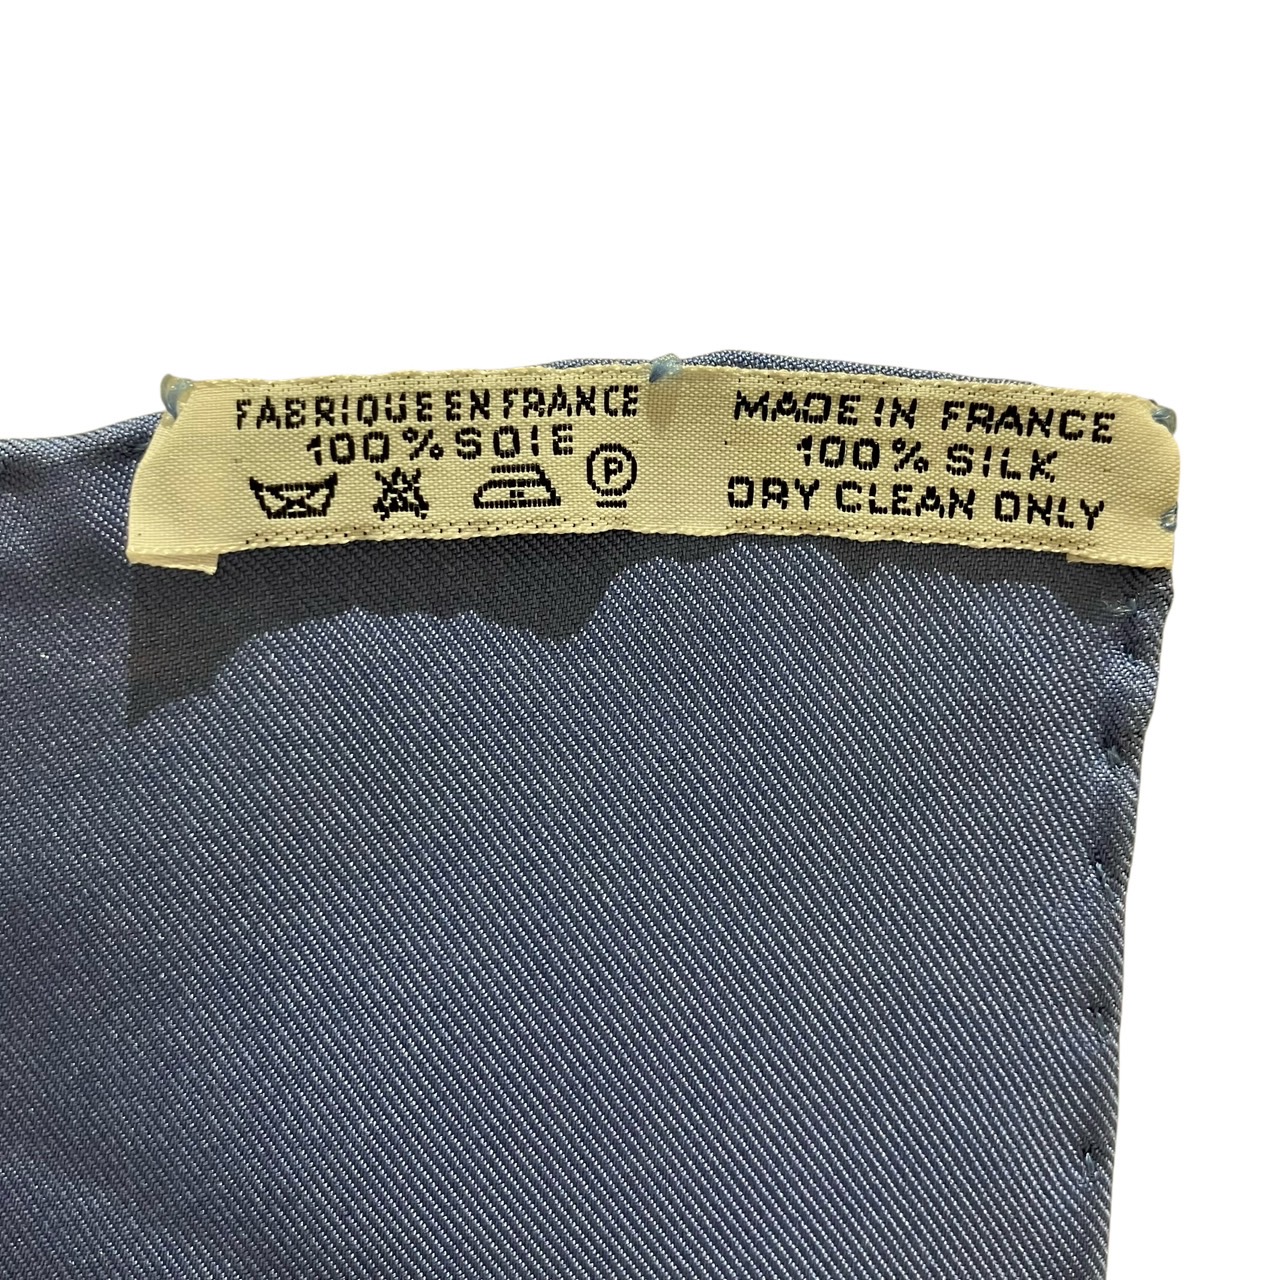 FABRIQUE EN FRANCE
100% SOIE
P
MADE IN FRANCE
100% SILK
DRY CLEAN ONLY